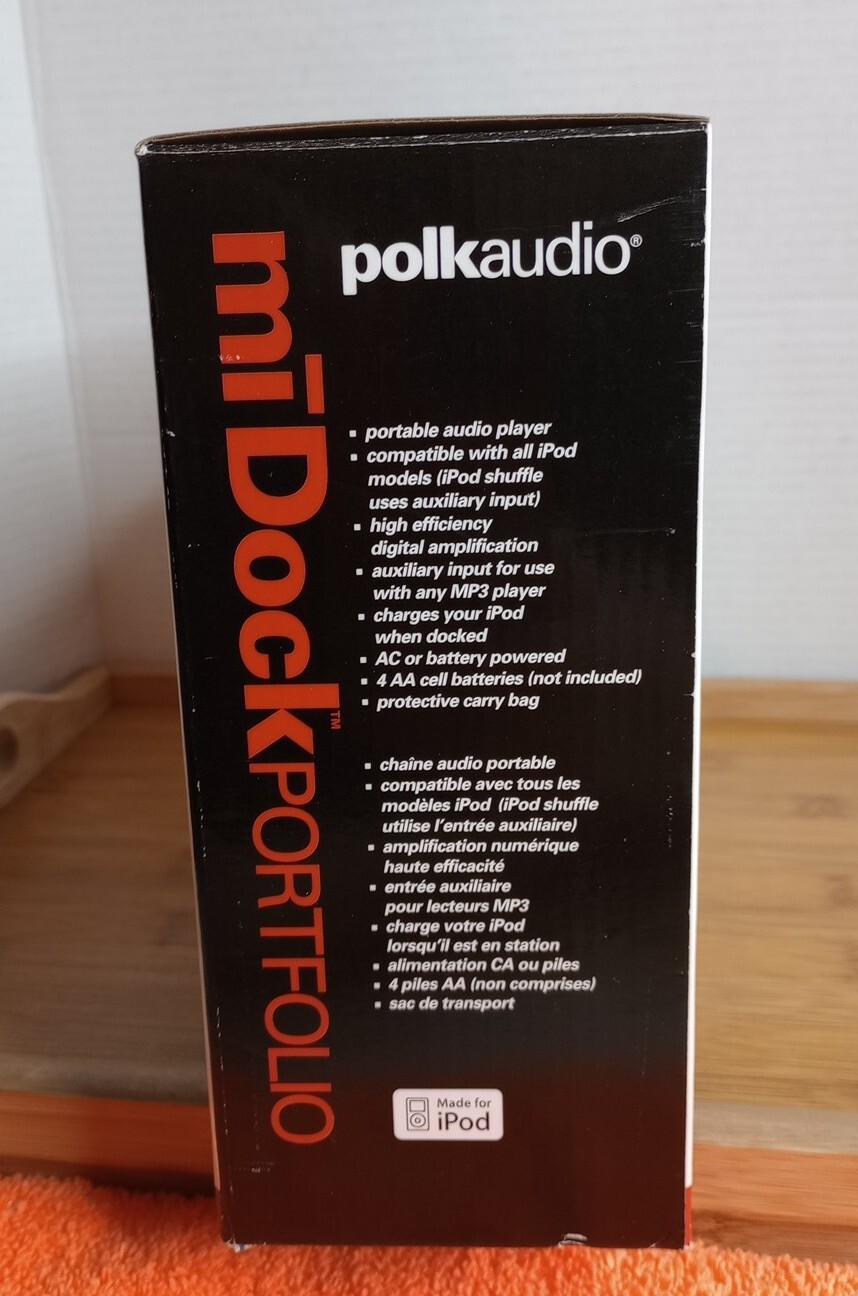 polkaudio®
mīDock™PORTFOLIO
▪ portable audio player
▪ compatible with all iPod
models (iPod shuffle
uses auxiliary input)
▪ high efficiency
digital amplification
▪ auxiliary input for use
with any MP3 player
▪ charges your iPod
when docked
▪ AC or battery powered
▪ 4 AA cell batteries (not included)
▪ protective carry bag
▪ chaîne audio portable
▪ compatible avec tous les
modèles iPod (iPod shuffle
utilise l'entrée auxiliaire)
▪ amplification numérique
haute efficacité
▪ entrée auxiliaire
pour lecteurs MP3
▪ charge votre iPod
lorsqu'il est en station
▪ alimentation CA ou piles
▪ 4 piles AA (non comprises)
▪ sac de transport
Made for
iPod